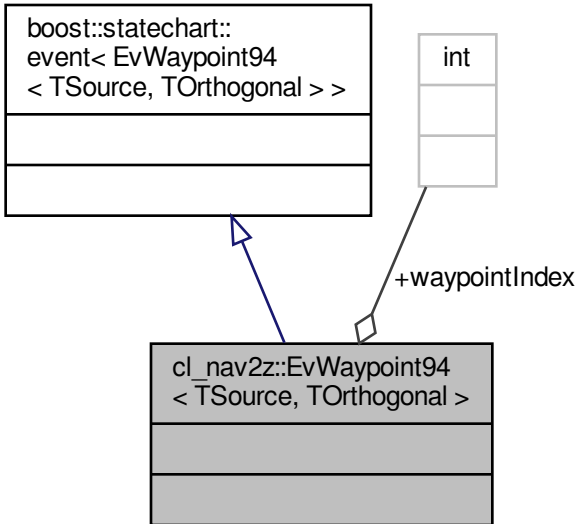 boost::statechart::
event< EvWaypoint94
< TSource, TOrthogonal > >
int
+waypointIndex
cl_nav2z::EvWaypoint94
< TSource, TOrthogonal >